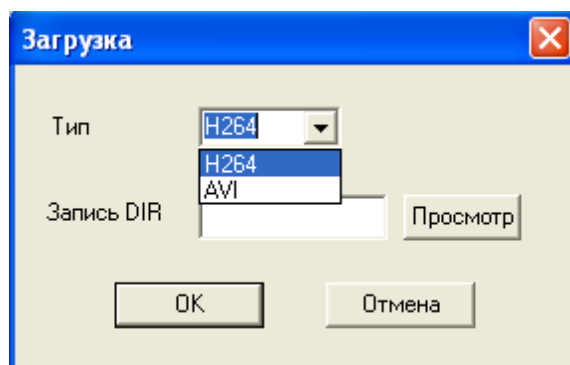 Загрузка
Тип
H264
H264
AVI
Запись DIR
Просмотр
OK
Отмена